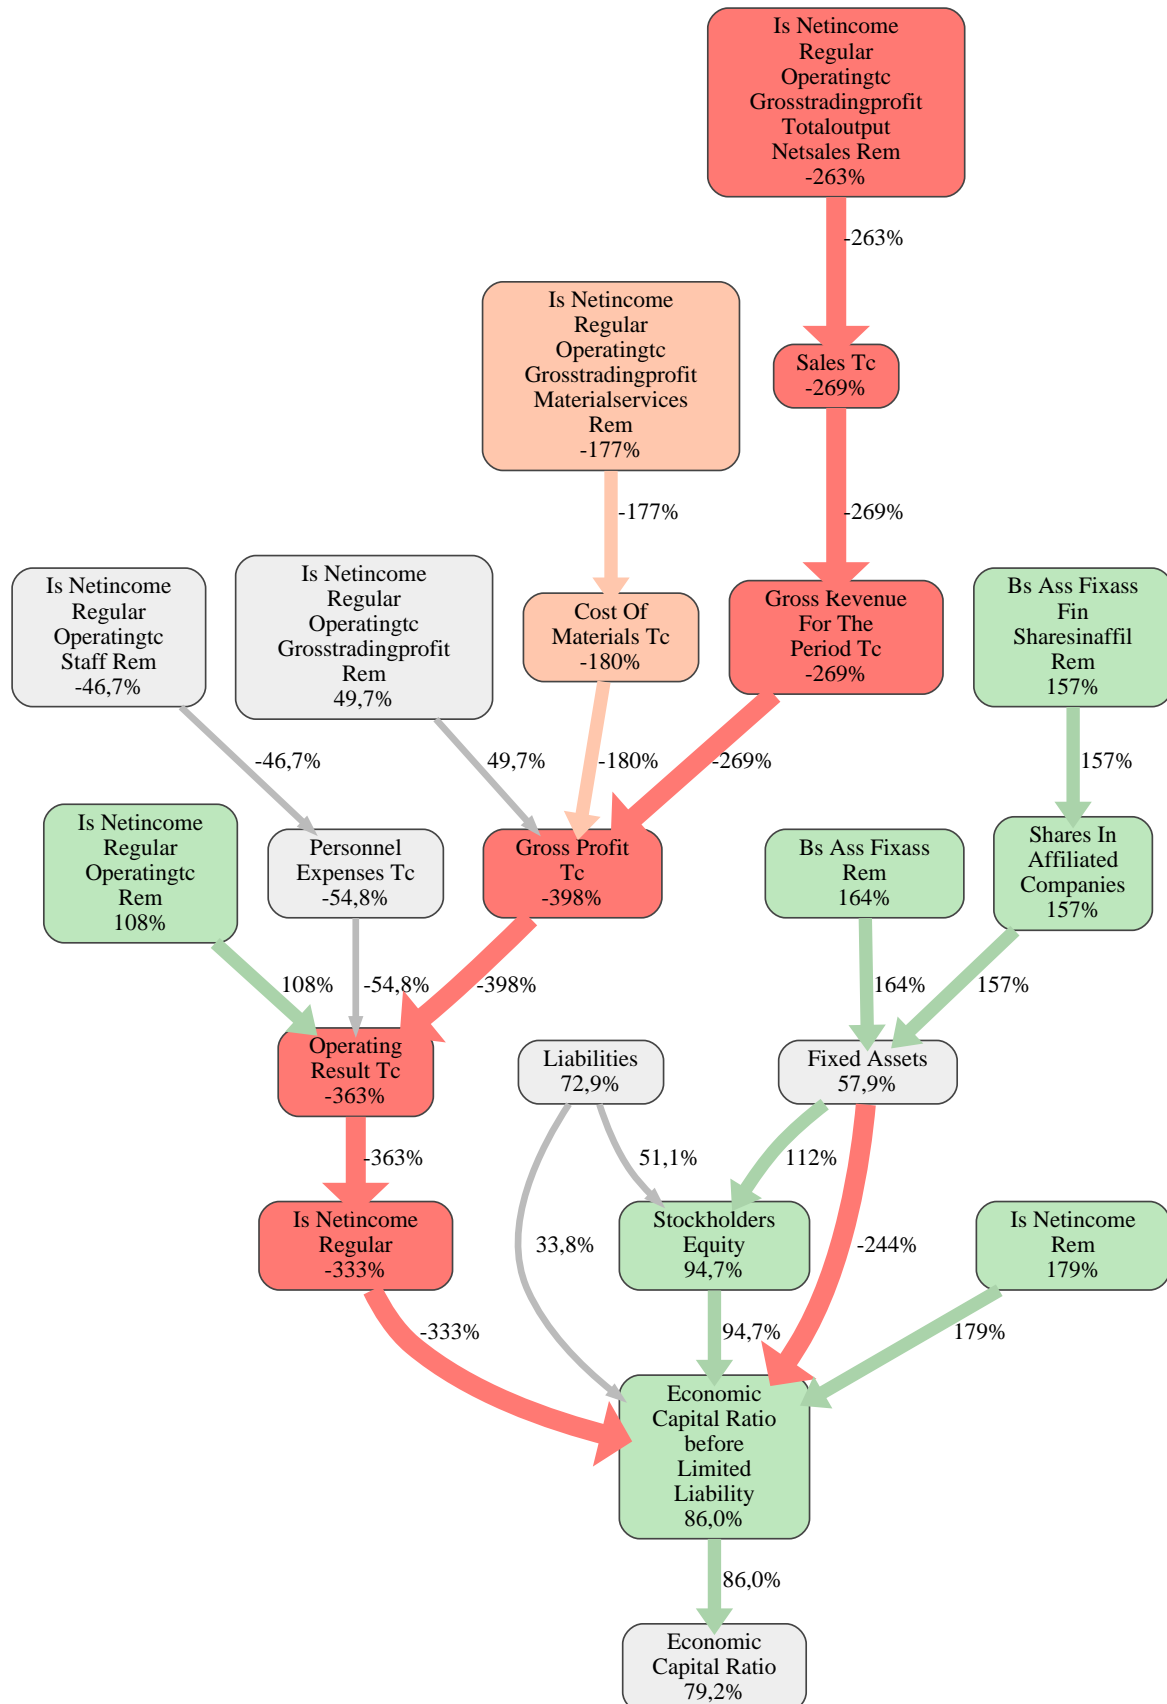 Is Netincome
Regular
Operatingtc
Grosstradingprofit
Totaloutput
Netsales Rem
-263%
-263%
Is Netincome
Regular
Operatingtc
Grosstradingprofit
Materialservices
Rem
-177%
Sales Tc
-269%
-177%
-269%
Is Netincome
Regular
Operatingtc
Staff Rem
-46,7%
Is Netincome
Regular
Operatingtc
Grosstradingprofit
Rem
49,7%
Cost Of
Materials Tc
-180%
Gross Revenue
For The
Period Tc
-269%
Bs Ass Fixass
Fin
Sharesinaffil
Rem
157%
-46,7%
49,7%
-180%
-269%
157%
Is Netincome
Regular
Operatingtc
Rem
108%
Personnel
Expenses Tc
-54,8%
Gross Profit
Tc
-398%
Bs Ass Fixass
Rem
164%
Shares In
Affiliated
Companies
157%
108%
-54,8%
-398%
164%
157%
Operating
Result Tc
-363%
Liabilities
72,9%
Fixed Assets
57,9%
-363%
51,1%
112%
Is Netincome
Regular
-333%
33,8%
Stockholders
Equity
94,7%
-244%
Is Netincome
Rem
179%
-333%
94,7%
179%
Economic
Capital Ratio
before
Limited
Liability
86,0%
86,0%
Economic
Capital Ratio
79,2%